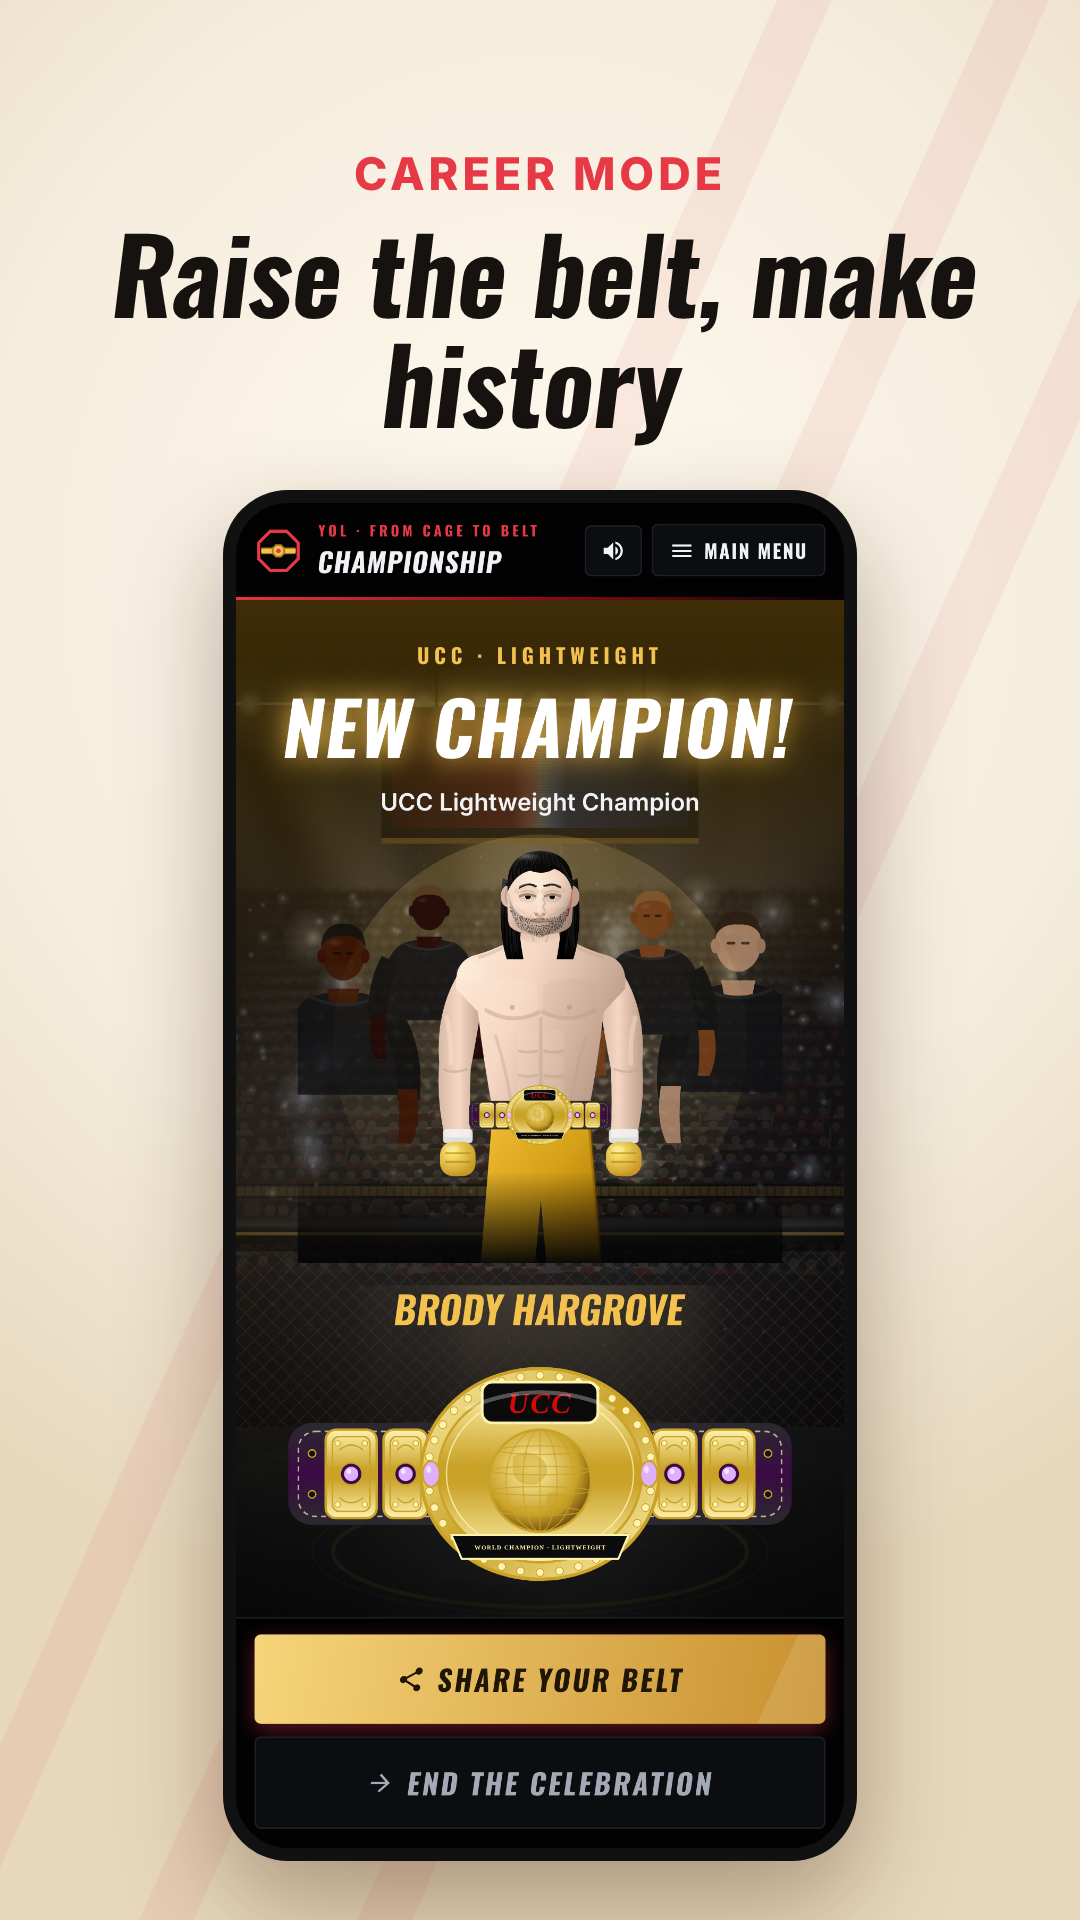 CAREER MODE
Raise the belt, make
history
YOL · FROM CAGE TO BELT
CHAMPIONSHIP
MAIN MENU
UCC · LIGHTWEIGHT
NEW CHAMPION!
UCC Lightweight Champion
UCC
BRODY HARGROVE
UCC
WORLD CHAMPION · LIGHTWEIGHT
SHARE YOUR BELT
END THE CELEBRATION